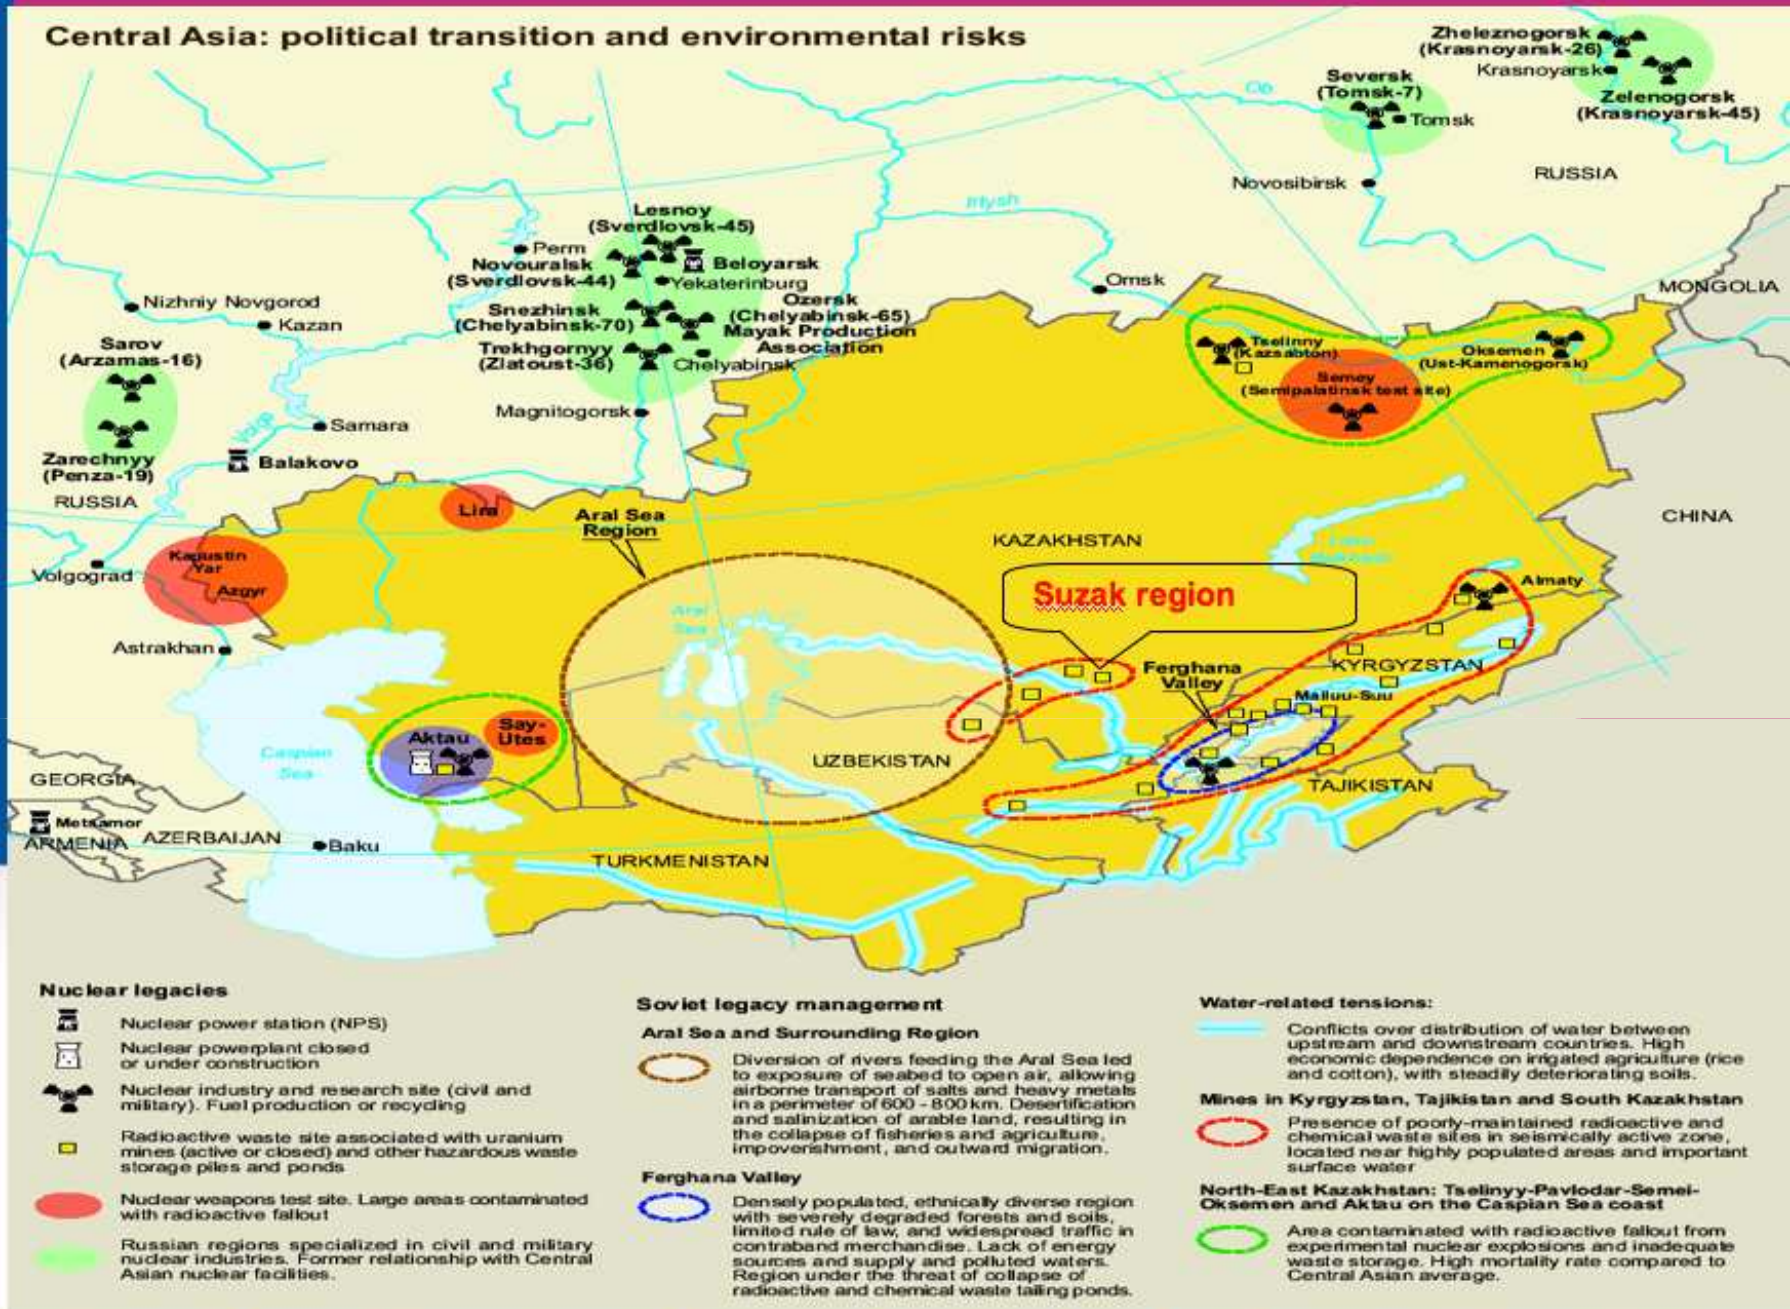 Central Asia: political transition and environmental risks
Zheleznogorsk
(Krasnoyarsk-26)
Krasnoyarsk
Zelenogorsk
(Krasnoyarsk-45)
Seversk
(Tomsk-7)
Tomsk
Ob
Novosibirsk
RUSSIA
Irtysh
Lesnoy
(Sverdlovsk-45)
Perm
Novouralsk
(Sverdlovsk-44)
Beloyarsk
Yekaterinburg
Snezhinsk
(Chelyabinsk-70)
Ozersk
(Chelyabinsk-65)
Mayak Production
Association
Trekhgornyy
(Zlatoust-36)
Chelyabinsk
Magnitogorsk
Omsk
MONGOLIA
Nizhniy Novgorod
Kazan
Sarov
(Arzamas-16)
Samara
Volga
Zarechnyy
(Penza-19)
Balakovo
RUSSIA
Tselinny
(Kazsabton)
Oksemen
(Ust-Kamenogorsk)
Semey
(Semipalatinsk test site)
Lira
Aral Sea
Region
KAZAKHSTAN
CHINA
Kapustin
Yar
Azgyr
Volgograd
Astrakhan
Lake
Suzak region
Almaty
Aral
Sea
Ferghana
Valley
KYRGYZSTAN
Mailuu-Suu
Say-
Utes
Aktau
Caspian
Sea
UZBEKISTAN
TAJIKISTAN
GEORGIA
Metsamor
ARMENIA
AZERBAIJAN
Baku
TURKMENISTAN
Nuclear legacies
Nuclear power station (NPS)
Nuclear powerplant closed
or under construction
Nuclear industry and research site (civil and
military). Fuel production or recycling
Radioactive waste site associated with uranium
mines (active or closed) and other hazardous waste
storage piles and ponds
Nuclear weapons test site. Large areas contaminated
with radioactive fallout
Russian regions specialized in civil and military
nuclear industries. Former relationship with Central
Asian nuclear facilities.
Soviet legacy management
Aral Sea and Surrounding Region
Diversion of rivers feeding the Aral Sea led
to exposure of seabed to open air, allowing
airborne transport of salts and heavy metals
in a perimeter of 600 - 800 km. Desertification
and salinization of arable land, resulting in
the collapse of fisheries and agriculture,
impoverishment, and outward migration.
Ferghana Valley
Densely populated, ethnically diverse region
with severely degraded forests and soils,
limited rule of law, and widespread traffic in
contraband merchandise. Lack of energy
sources and supply and polluted waters.
Region under the threat of collapse of
radioactive and chemical waste tailing ponds.
Water-related tensions:
Conflicts over distribution of water between
upstream and downstream countries. High
economic dependence on irrigated agriculture (rice
and cotton), with steadily deteriorating soils.
Mines in Kyrgyzstan, Tajikistan and South Kazakhstan
Presence of poorly-maintained radioactive and
chemical waste sites in seismically active zone,
located near highly populated areas and important
surface water
North-East Kazakhstan: Tselinyy-Pavlodar-Semei-
Oksemen and Aktau on the Caspian Sea coast
Area contaminated with radioactive fallout from
experimental nuclear explosions and inadequate
waste storage. High mortality rate compared to
Central Asian average.